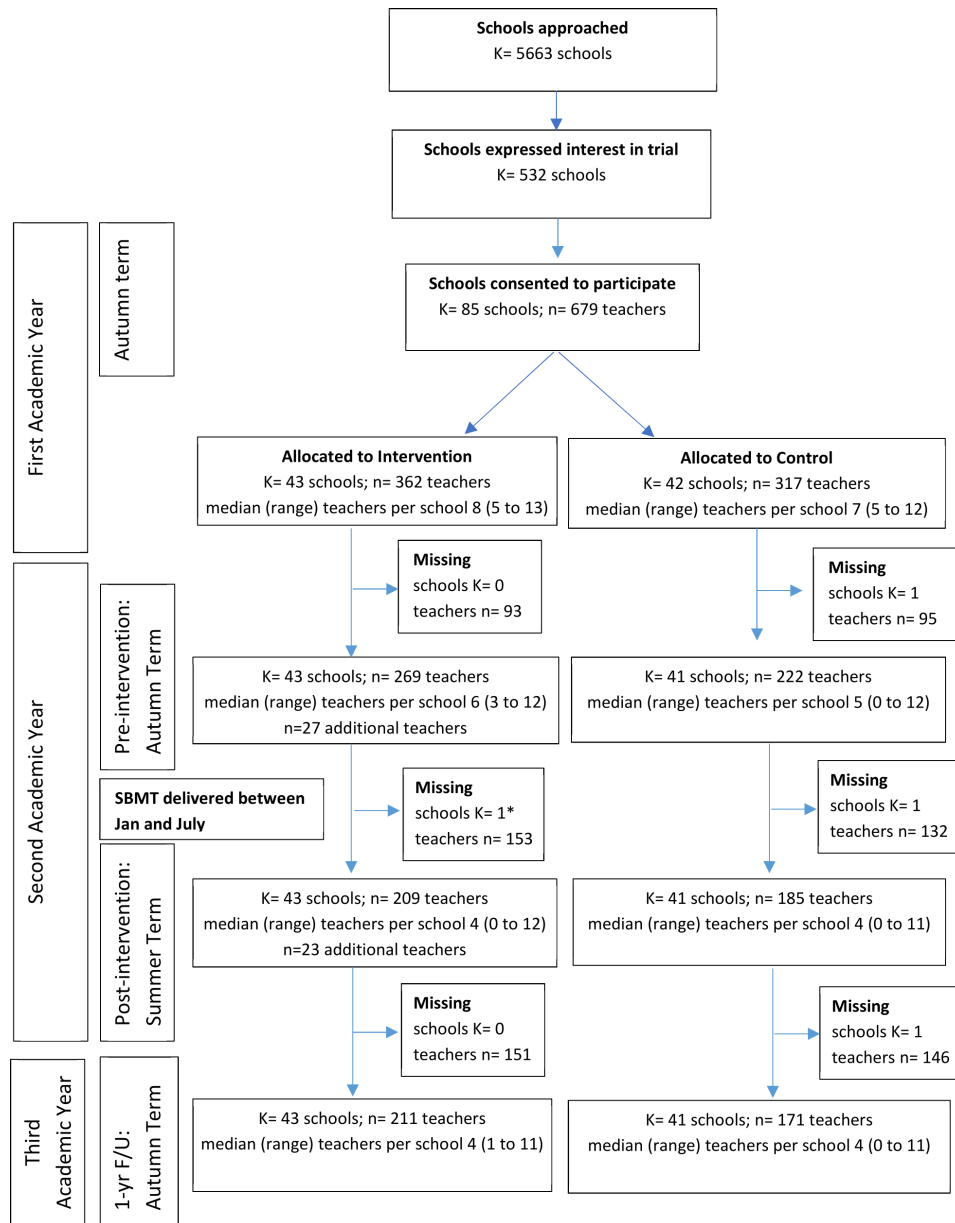 Schools approached
K= 5663 schools
Schools expressed interest in trial
K= 532 schools
First Academic Year
Autumn term
Schools consented to participate
K= 85 schools; n= 679 teachers
Allocated to Intervention
K= 43 schools; n= 362 teachers
median (range) teachers per school 8 (5 to 13)
Allocated to Control
K= 42 schools; n= 317 teachers
median (range) teachers per school 7 (5 to 12)
Missing
schools K= 0
teachers n= 93
Missing
schools K= 1
teachers n= 95
Second Academic Year
Pre-intervention:
Autumn Term
K= 43 schools; n= 269 teachers
median (range) teachers per school 6 (3 to 12)
n=27 additional teachers
K= 41 schools; n= 222 teachers
median (range) teachers per school 5 (0 to 12)
SBMT delivered between
Jan and July
Missing
schools K= 1*
teachers n= 153
Missing
schools K= 1
teachers n= 132
Post-intervention:
Summer Term
K= 43 schools; n= 209 teachers
median (range) teachers per school 4 (0 to 12)
n=23 additional teachers
K= 41 schools; n= 185 teachers
median (range) teachers per school 4 (0 to 11)
Missing
schools K= 0
teachers n= 151
Missing
schools K= 1
teachers n= 146
Third
Academic Year
1-yr F/U:
Autumn Term
K= 43 schools; n= 211 teachers
median (range) teachers per school 4 (1 to 11)
K= 41 schools; n= 171 teachers
median (range) teachers per school 4 (0 to 11)